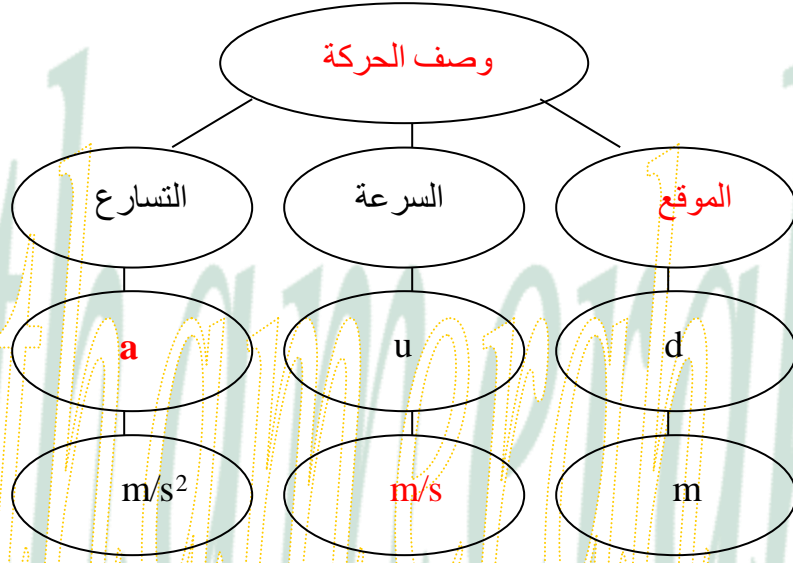 وصف الحركة
الموقع السرعة التسارع
d u a
m m/s m/s²